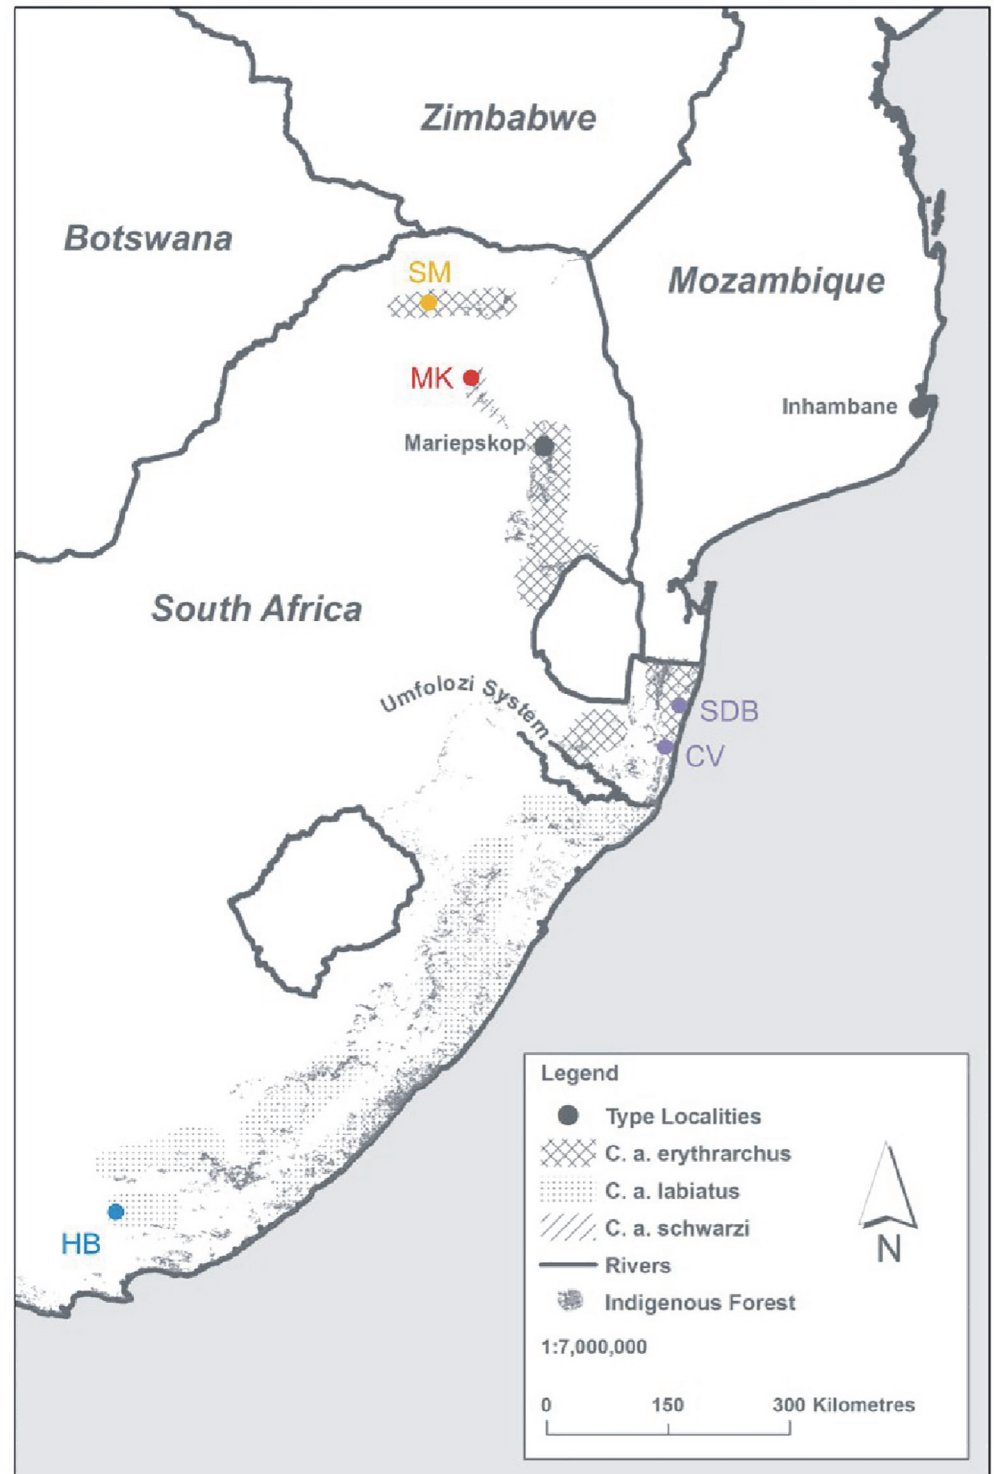 Zimbabwe
Botswana
SM
Mozambique
MK
Inhambane
Mariepskop
South Africa
Umfolozi System
SDB
CV
HB
Legend
Type Localities
C. a. erythrarchus
C. a. labiatus
C. a. schwarzi
Rivers
Indigenous Forest
N
1:7,000,000
0 150 300 Kilometres